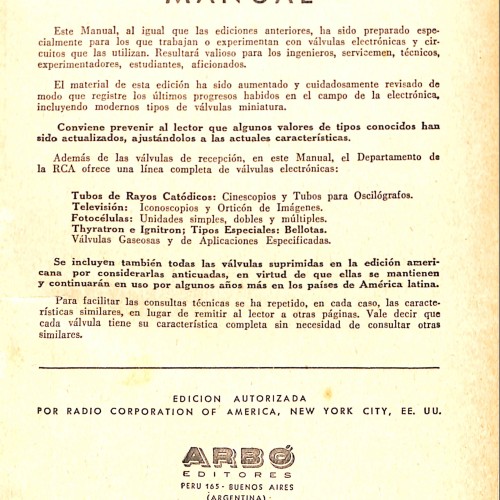 MANUAL
Este Manual, al igual que las ediciones anteriores, ha sido preparado espe-
cialmente para los que trabajan o experimentan con válvulas electrónicas y cir-
cuitos que las utilizan. Resultará valioso para los ingenieros, servicemen, técnicos,
experimentadores, estudiantes, aficionados.
El material de esta edición ha sido aumentado y cuidadosamente revisado de
modo que registre los últimos progresos habidos en el campo de la electrónica,
incluyendo modernos tipos de válvulas miniatura.
Conviene prevenir al lector que algunos valores de tipos conocidos han
sido actualizados, ajustándolos a las actuales características.
Además de las válvulas de recepción, en este Manual, el Departamento de
la RCA ofrece una línea completa de válvulas electrónicas:
Tubos de Rayos Catódicos: Cinescopios y Tubos para Oscilógrafos.
Televisión: Iconoscopios y Orticón de Imágenes.
Fotocélulas: Unidades simples, dobles y múltiples.
Thyratron e Ignitron; Tipos Especiales: Bellotas.
Válvulas Gaseosas y de Aplicaciones Especificadas.
Se incluyen también todas las válvulas suprimidas en la edición ameri-
cana por considerarlas anticuadas, en virtud de que ellas se mantienen
y continuarán en uso por algunos años más en los países de América latina.
Para facilitar las consultas técnicas se ha repetido, en cada caso, las caracte-
rísticas similares, en lugar de remitir al lector a otras páginas. Vale decir que
cada válvula tiene su característica completa sin necesidad de consultar otras
similares.
EDICION AUTORIZADA
POR RADIO CORPORATION OF AMERICA, NEW YORK CITY, EE. UU.
ARBÓ
EDITORES
PERU 165 - BUENOS AIRES
(ARGENTINA)